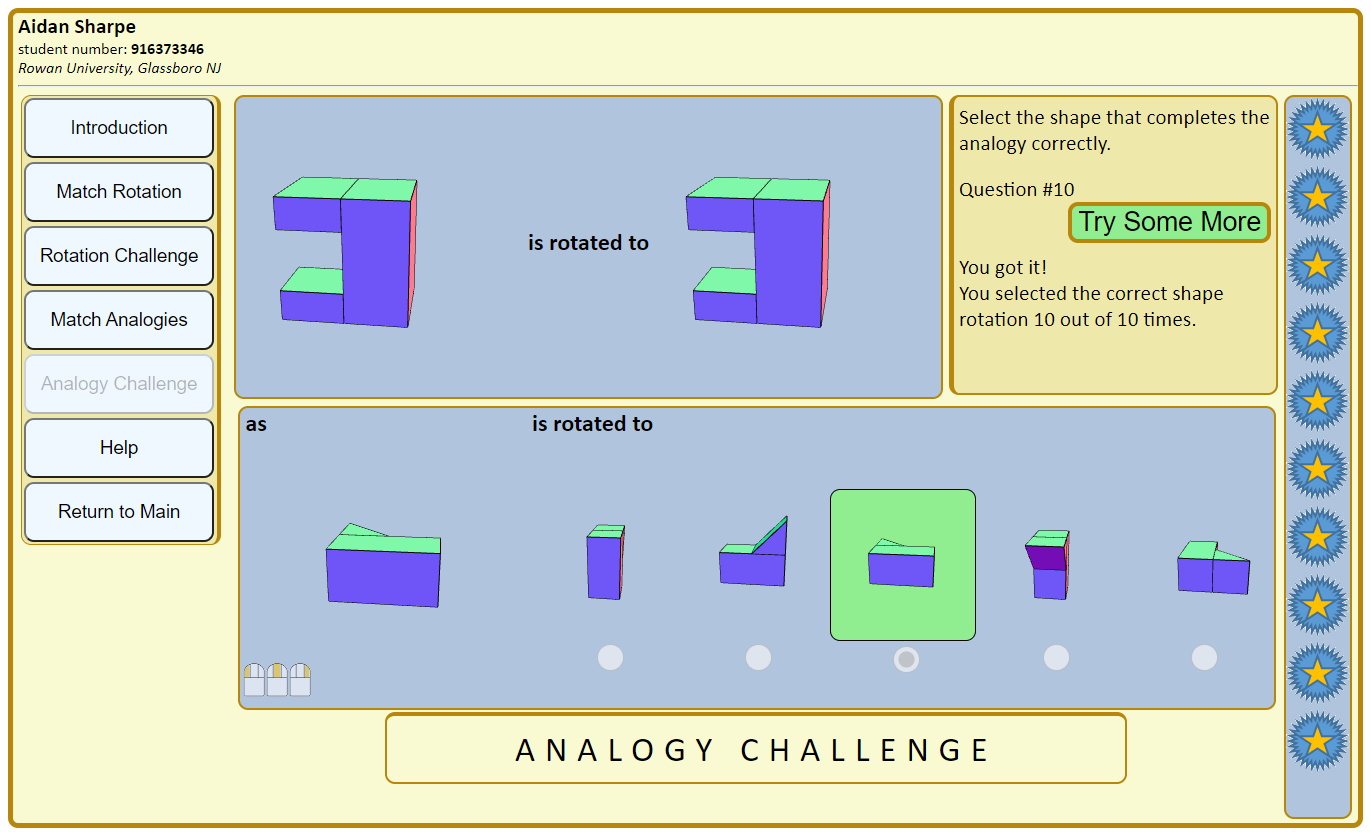 Aidan Sharpe
student number: 916373346
Rowan University, Glassboro NJ
Introduction
Match Rotation
Rotation Challenge
Match Analogies
Analogy Challenge
Help
Return to Main
is rotated to
Select the shape that completes the
analogy correctly.
Question #10
Try Some More
You got it!
You selected the correct shape
rotation 10 out of 10 times.
as
is rotated to
ANALOGY CHALLENGE